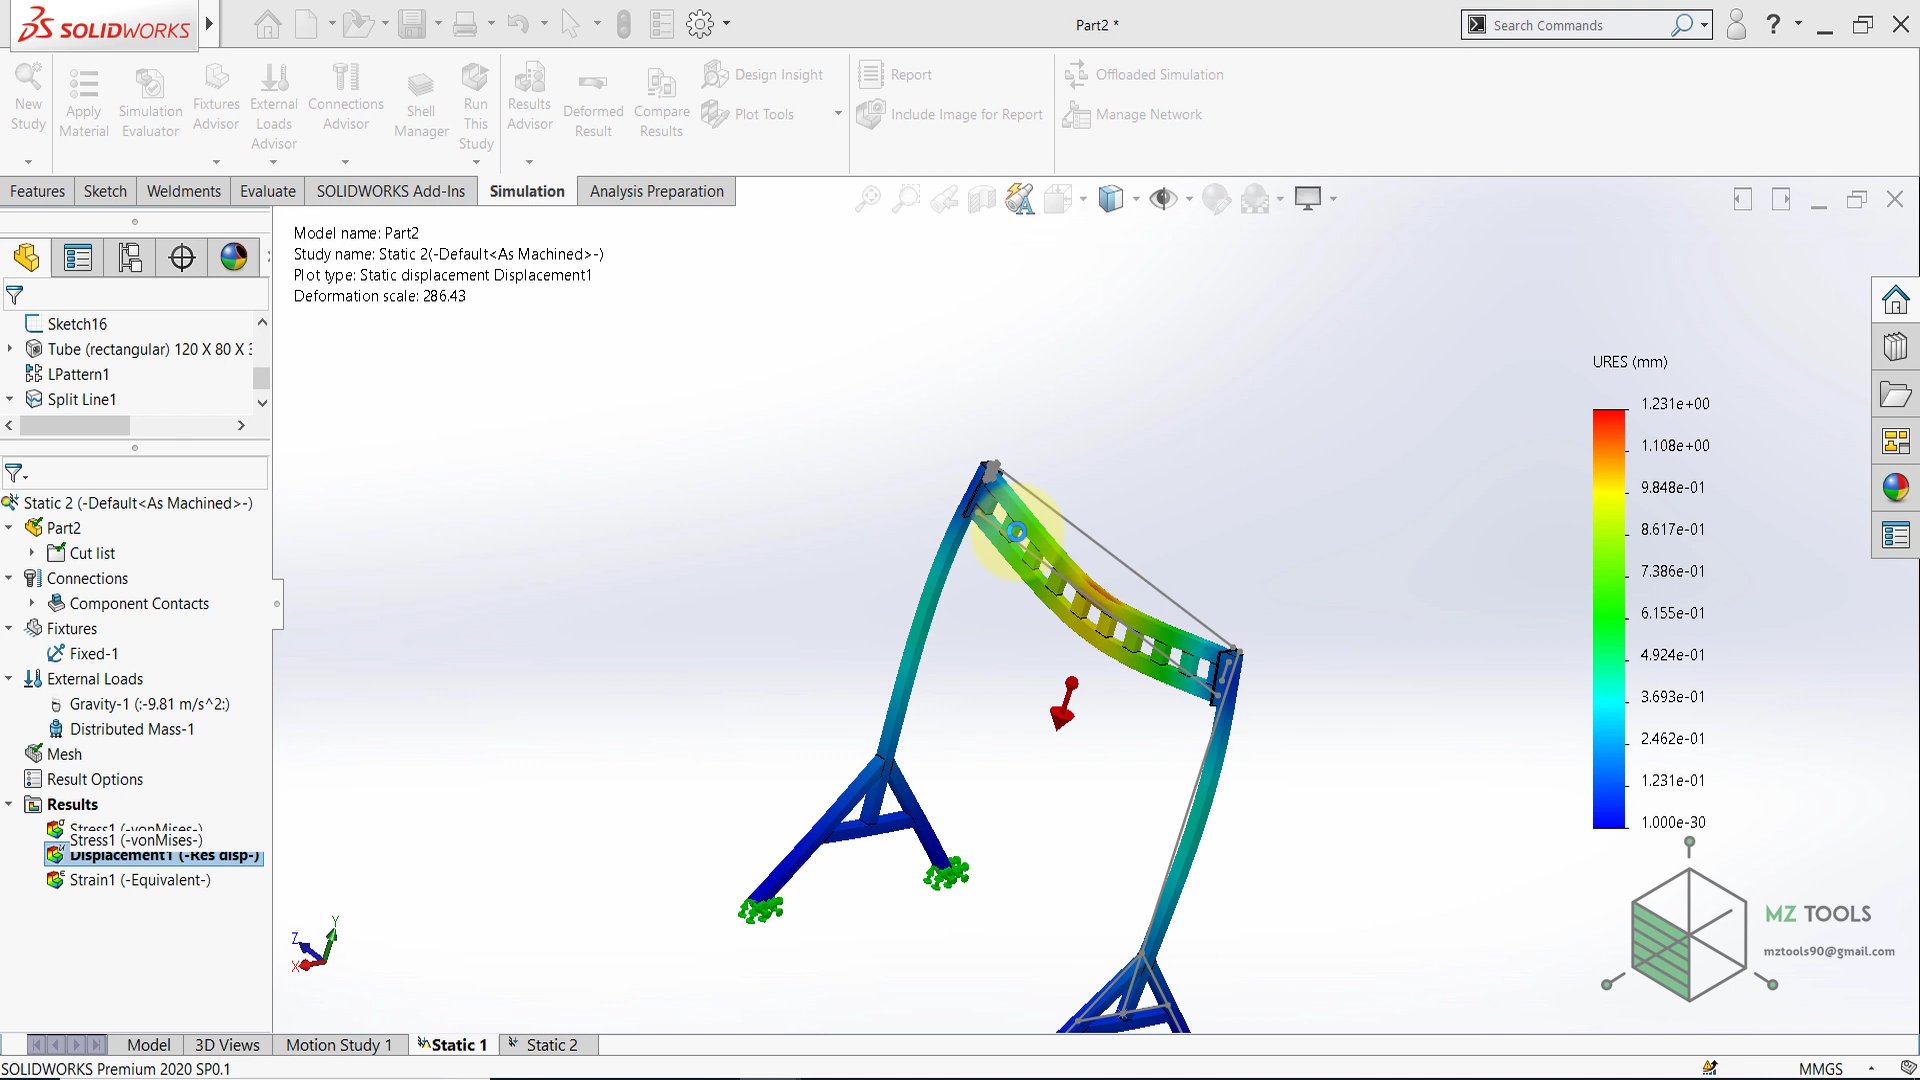 SOLIDWORKS
Part2 *
Search Commands
?
New
Study
Apply
Material
Simulation
Evaluator
Fixtures
Advisor
External
Loads
Advisor
Connections
Advisor
Shell
Manager
Run
This
Study
Results
Advisor
Deformed
Result
Compare
Results
Design Insight
Plot Tools
Report
Include Image for Report
Offloaded Simulation
Manage Network
Features
Sketch
Weldments
Evaluate
SOLIDWORKS Add-Ins
Simulation
Analysis Preparation
Model name: Part2
Study name: Static 2(-Default<As Machined>-)
Plot type: Static displacement Displacement1
Deformation scale: 286.43
Sketch16
Tube (rectangular) 120 X 80 X
LPattern1
Split Line1
Static 2 (-Default<As Machined>-)
Part2
Cut list
Connections
Component Contacts
Fixtures
Fixed-1
External Loads
Gravity-1 (:-9.81 m/s^2:)
Distributed Mass-1
Mesh
Result Options
Results
Stress1 (-vonMises-)
Stress1 (-vonMises-)
Displacement1 (-Res disp-)
Strain1 (-Equivalent-)
URES (mm)
1.231e+00
1.108e+00
9.848e-01
8.617e-01
7.386e-01
6.155e-01
4.924e-01
3.693e-01
2.462e-01
1.231e-01
1.000e-30
Y
Z
X
MZ TOOLS
mztools90@gmail.com
Model
3D Views
Motion Study 1
Static 1
Static 2
SOLIDWORKS Premium 2020 SP0.1
MMGS